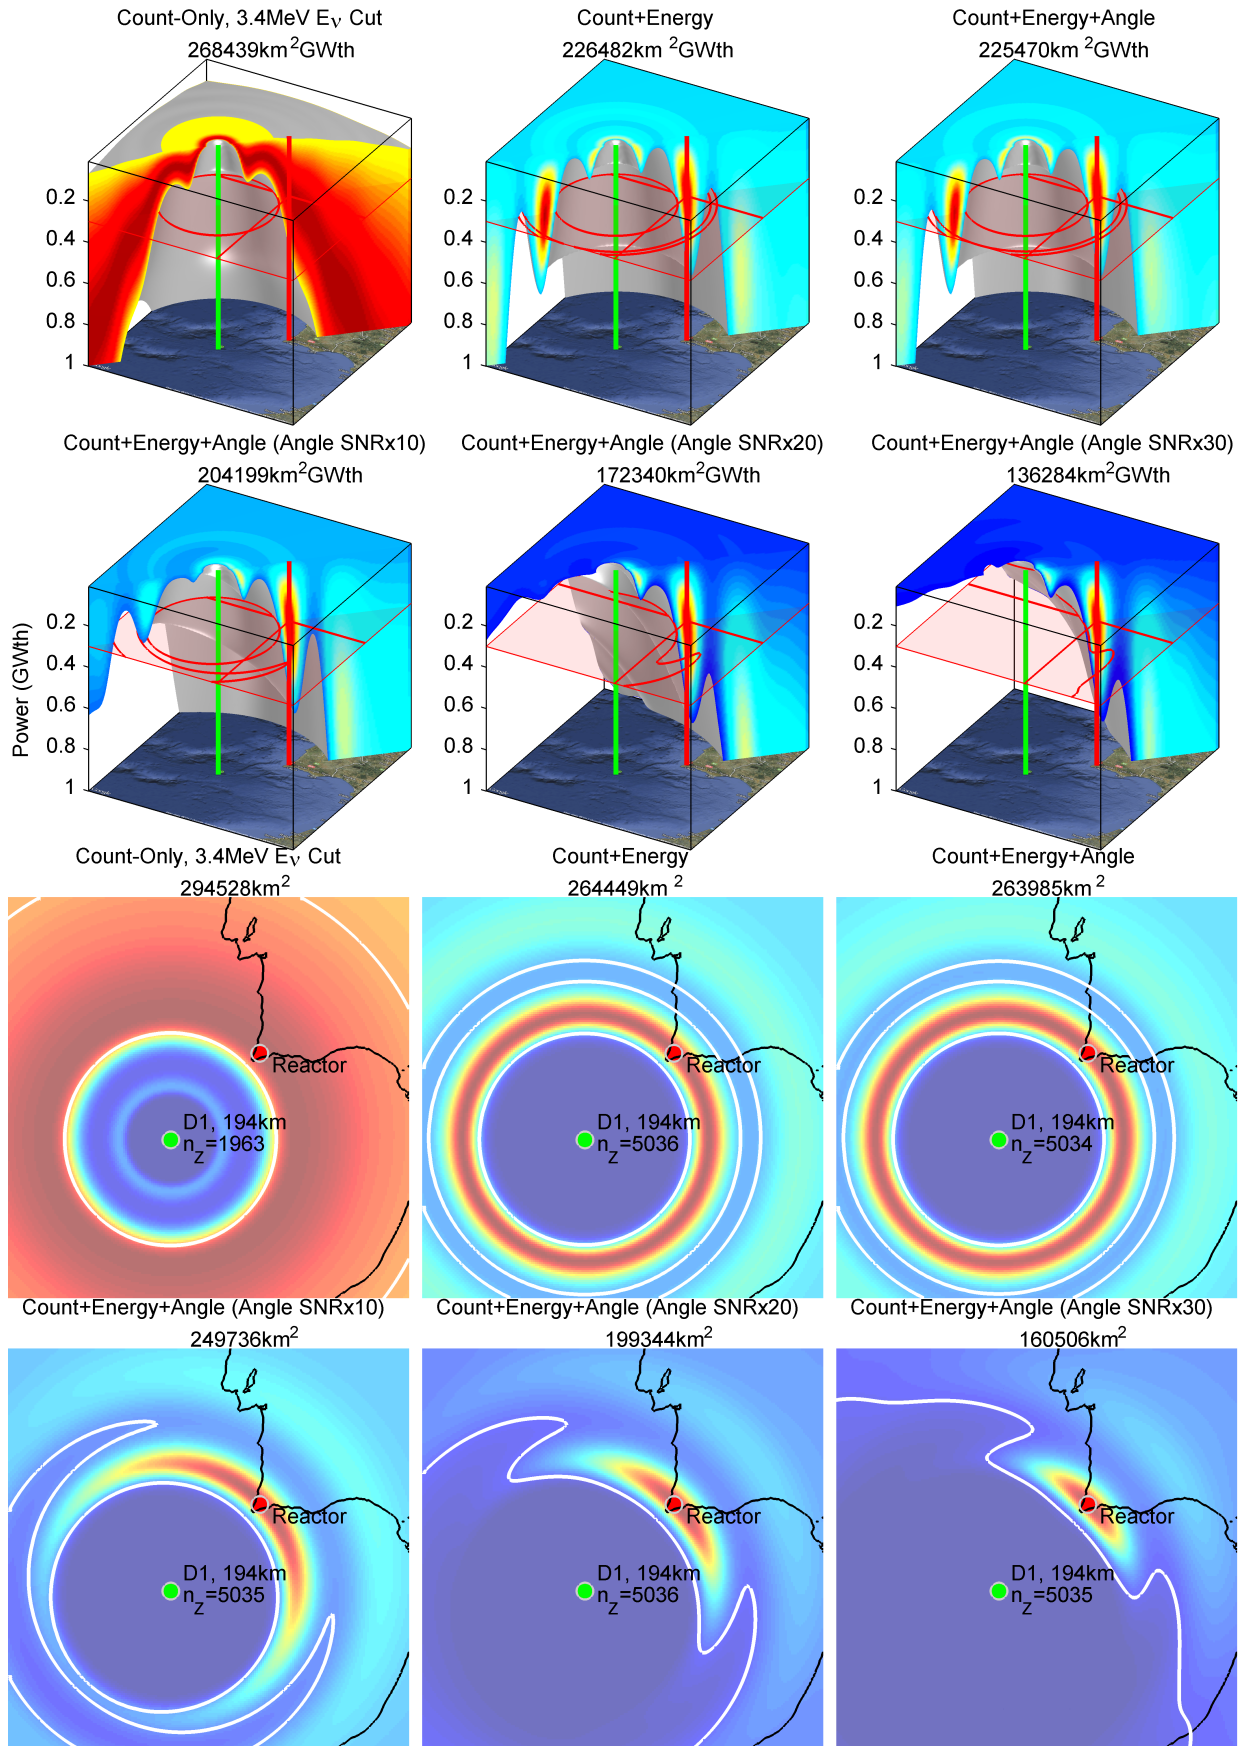 Count-Only, 3.4MeV Eν Cut
268439km²GWth
Count+Energy
226482km ²GWth
Count+Energy+Angle
225470km ²GWth
0.2
0.4
0.6
0.8
1
0.2
0.4
0.6
0.8
1
0.2
0.4
0.6
0.8
1
Count+Energy+Angle (Angle SNRx10)
204199km²GWth
Count+Energy+Angle (Angle SNRx20)
172340km²GWth
Count+Energy+Angle (Angle SNRx30)
136284km²GWth
Power (GWth)
0.2
0.4
0.6
0.8
1
0.2
0.4
0.6
0.8
1
0.2
0.4
0.6
0.8
1
Count-Only, 3.4MeV Eν Cut
294528km²
Reactor
D1, 194km
n_z=1963
Count+Energy
264449km ²
Reactor
D1, 194km
n_z=5036
Count+Energy+Angle
263985km ²
Reactor
D1, 194km
n_z=5034
Count+Energy+Angle (Angle SNRx10)
249736km²
Reactor
D1, 194km
n_z=5035
Count+Energy+Angle (Angle SNRx20)
199344km²
Reactor
D1, 194km
n_z=5036
Count+Energy+Angle (Angle SNRx30)
160506km²
Reactor
D1, 194km
n_z=5035